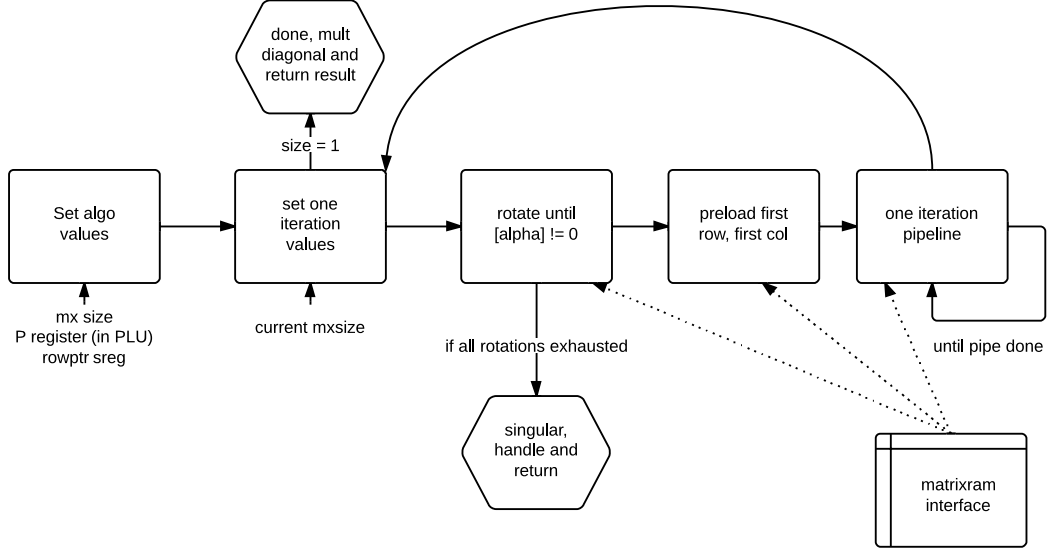 done, mult
diagonal and
return result
size = 1
Set algo
values
set one
iteration
values
rotate until
[alpha] != 0
preload first
row, first col
one iteration
pipeline
mx size
P register (in PLU)
rowptr sreg
current mxsize
if all rotations exhausted
until pipe done
singular,
handle and
return
matrixram
interface